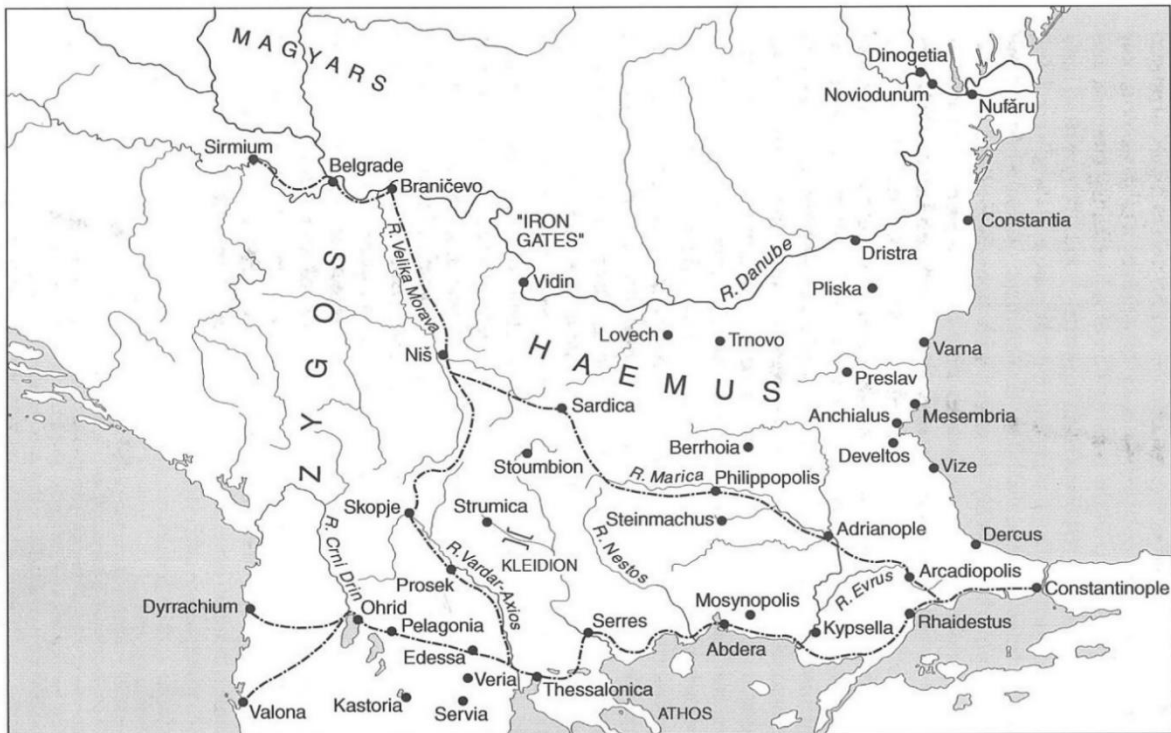 MAGYARS
Dinogetia
Noviodunum
Nufăru
Sirmium
Belgrade
Braničevo
"IRON
GATES"
Constantia
R. Velika Morava
R. Danube
Dristra
Vidin
Pliska
ZYGOS
HAEMUS
Lovech
Trnovo
Varna
Niš
Preslav
Sardica
Anchialus
Mesembria
Berrhoia
Develtos
Stoumbion
Vize
R. Marica
Philippopolis
Skopje
Strumica
Steinmachus
R. Crni Drin
R. Nestos
Adrianople
Dercus
KLEIDION
R. Vardar-Axios
Prosek
R. Evrus
Arcadiopolis
Constantinople
Dyrrachium
Ohrid
Pelagonia
Mosynopolis
Serres
Kypsella
Rhaidestus
Edessa
Abdera
Veria
Thessalonica
Valona
Kastoria
Servia
ATHOS